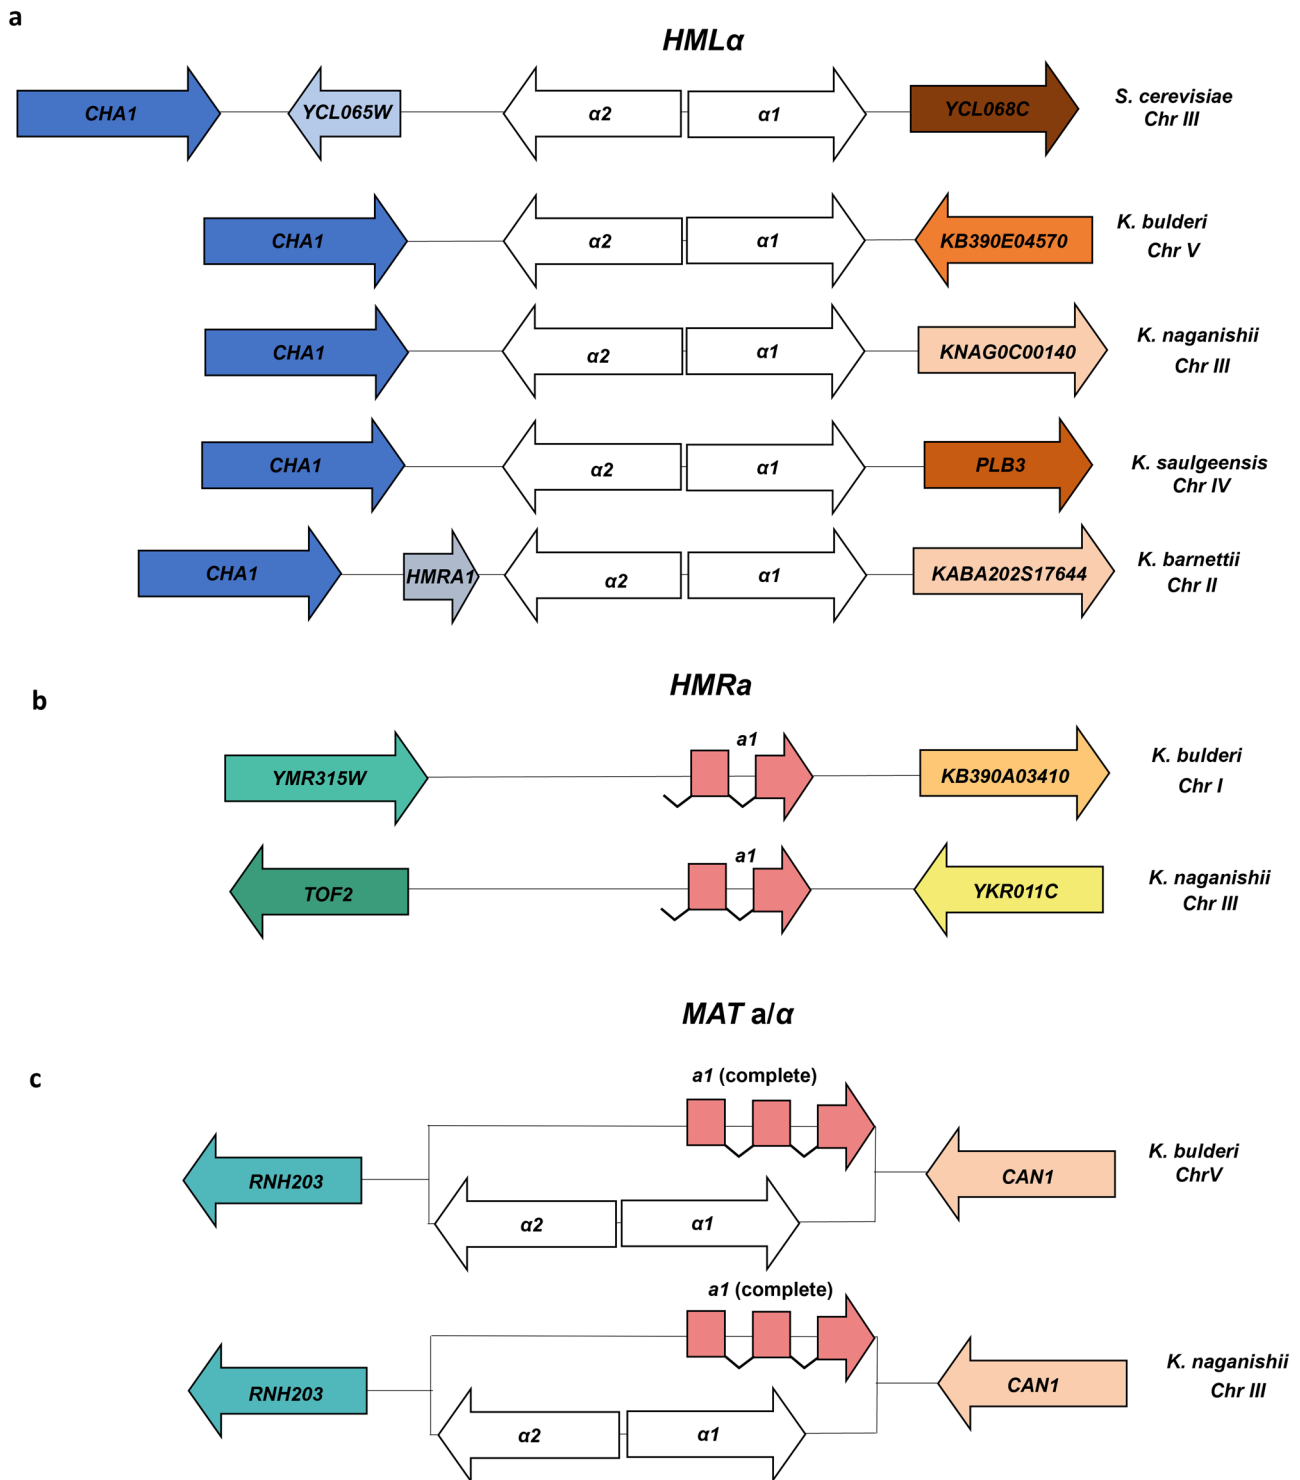 a
HMLα
CHA1
YCL065W
α2
α1
YCL068C
S. cerevisiae
Chr III
CHA1
α2
α1
KB390E04570
K. bulderi
Chr V
CHA1
α2
α1
KNAG0C00140
K. naganishii
Chr III
CHA1
α2
α1
PLB3
K. saulgeensis
Chr IV
CHA1
HMRA1
α2
α1
KABA202S17644
K. barnettii
Chr II
b
HMRa
YMR315W
a1
KB390A03410
K. bulderi
Chr I
TOF2
a1
YKR011C
K. naganishii
Chr III
MAT a/α
c
a1 (complete)
RNH203
α2
α1
CAN1
K. bulderi
ChrV
a1 (complete)
RNH203
α2
α1
CAN1
K. naganishii
Chr III